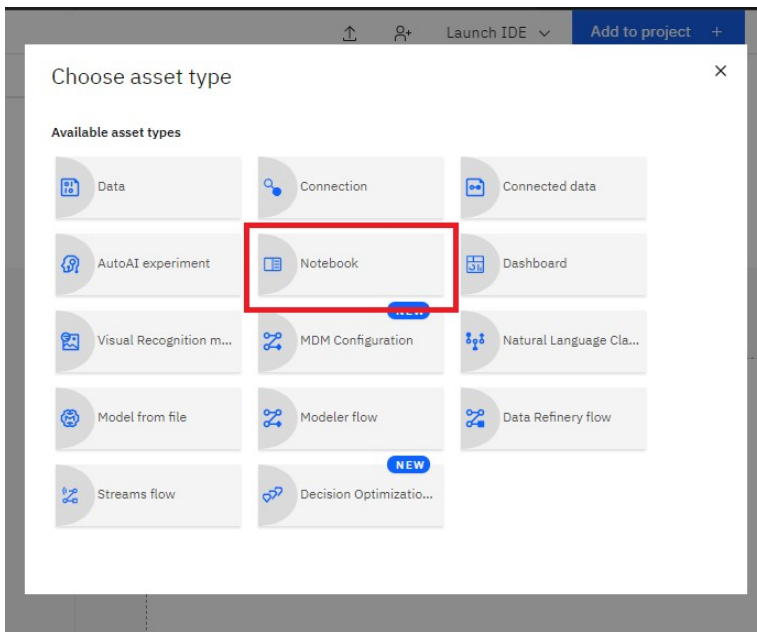 Launch IDE
Add to project +
Choose asset type
Available asset types
Data
Connection
Connected data
AutoAI experiment
Notebook
Dashboard
NEW
Visual Recognition m...
MDM Configuration
Natural Language Cla...
Model from file
Modeler flow
Data Refinery flow
NEW
Streams flow
Decision Optimizatio...